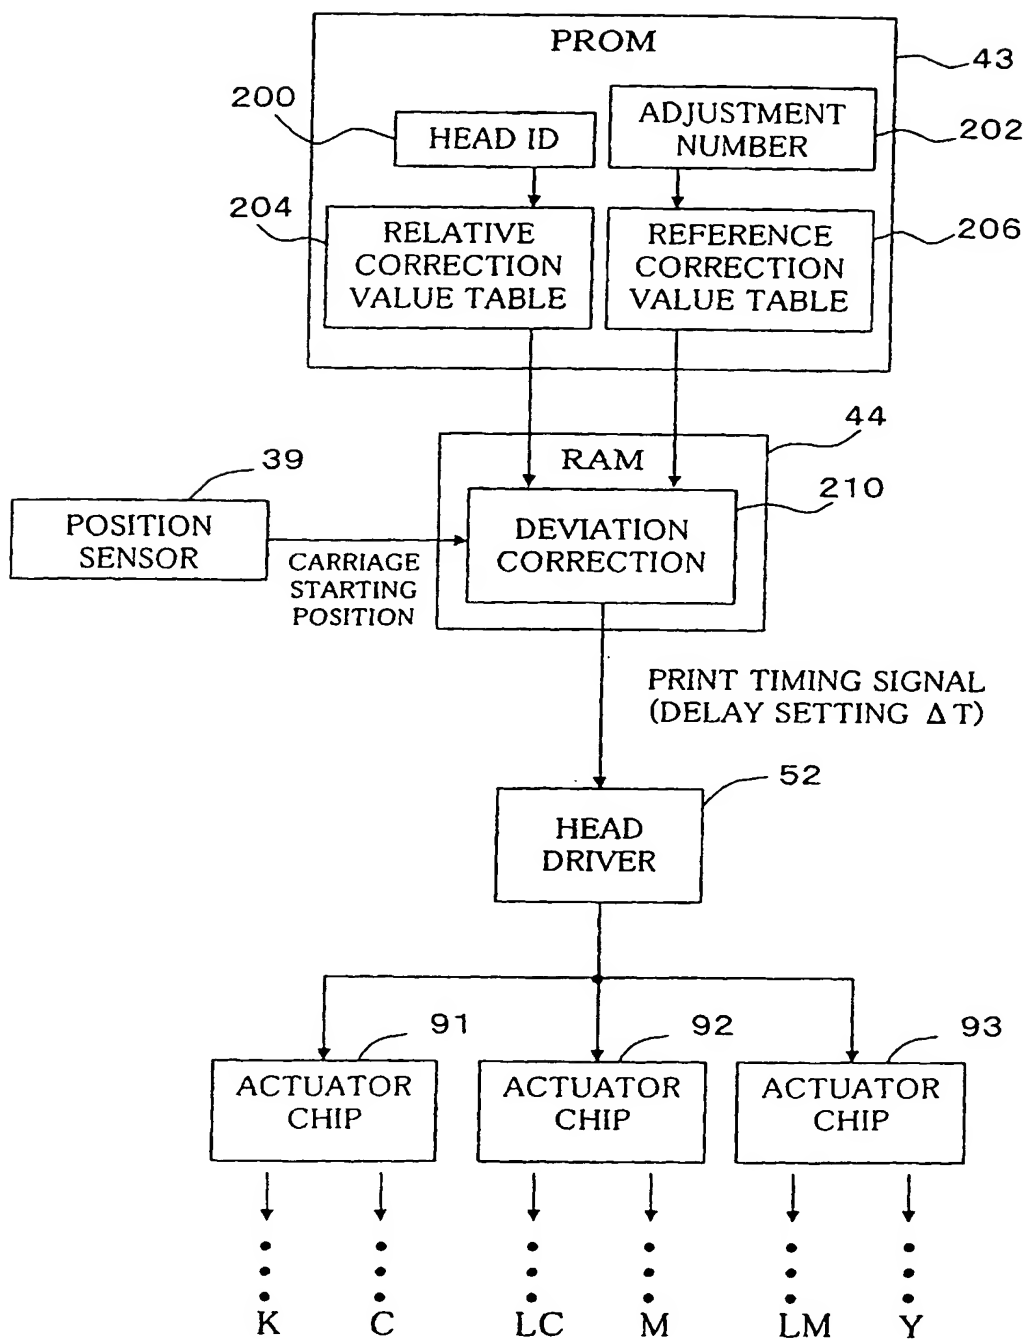 PROM
43
200
HEAD ID
ADJUSTMENT
NUMBER
202
204
RELATIVE
CORRECTION
VALUE TABLE
REFERENCE
CORRECTION
VALUE TABLE
206
44
RAM
39
POSITION
SENSOR
CARRIAGE
STARTING
POSITION
DEVIATION
CORRECTION
210
PRINT TIMING SIGNAL
(DELAY SETTING ΔT)
52
HEAD
DRIVER
91
92
93
ACTUATOR
CHIP
ACTUATOR
CHIP
ACTUATOR
CHIP
K C LC M LM Y